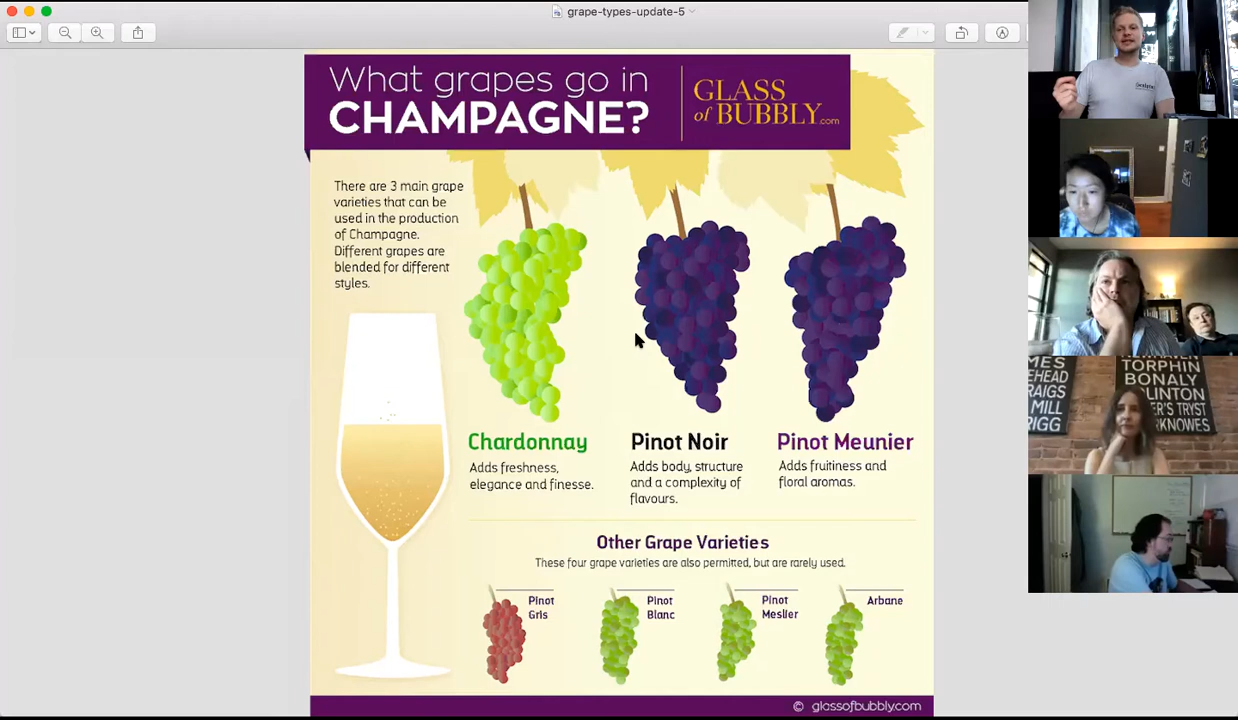 grape-types-update-5
What grapes go in
CHAMPAGNE?
GLASS
of BUBBLY.com
There are 3 main grape
varieties that can be
used in the production
of Champagne.
Different grapes are
blended for different
styles.
Chardonnay
Adds freshness,
elegance and finesse.
Pinot Noir
Adds body, structure
and a complexity of
flavours.
Pinot Meunier
Adds fruitiness and
floral aromas.
Other Grape Varieties
These four grape varieties are also permitted, but are rarely used.
Pinot
Gris
Pinot
Blanc
Pinot
Meslier
Arbane
© glassofbubbly.com
TORPHIN
BONALY